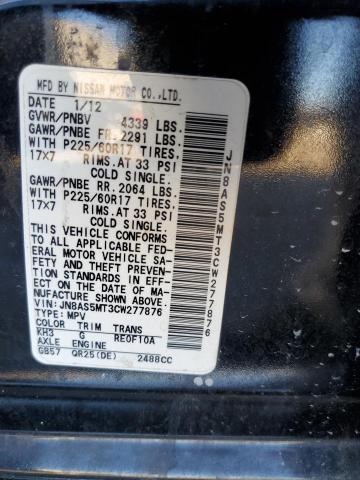 MFD BY NISSAN MOTOR CO.,LTD.
DATE 1/12
GVWR/PNBV 4339 LBS.
GAWR/PNBE FR.2291 LBS.
WITH P225/60R17 TIRES,
17x7 RIMS.AT 33 PSI
COLD SINGLE.
GAWR/PNBE RR. 2064 LBS.
WITH P225/60R17 TIRES,
17x7 RIMS.AT 33 PSI
COLD SINGLE.
THIS VEHICLE CONFORMS
TO ALL APPLICABLE FED-
ERAL MOTOR VEHICLE SA-
FETY AND THEFT PREV-
ENTION STANDARDS IN EFF-
ECT ON THE DATE OF MA-
NUFACTURE SHOWN ABOVE.
VIN:JN8AS5MT3CW277876
TYPE: MPV
COLOR TRIM TRANS
KH3 G RE0F10A
AXLE ENGINE
GB57 QR25(DE) 2488CC
JN8AS5MT3CW277876